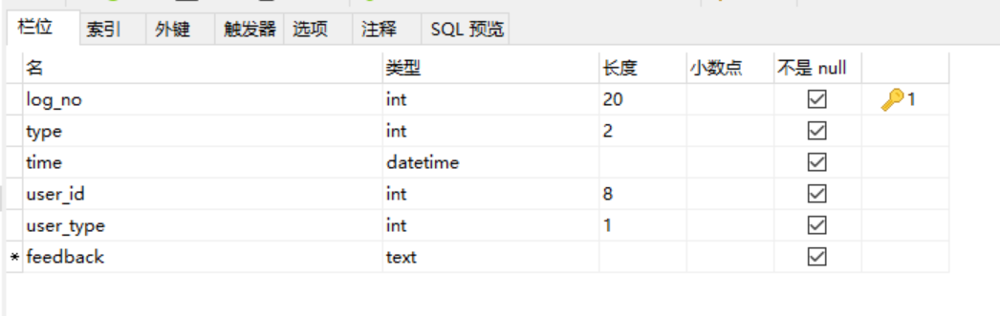 栏位 索引 外键 触发器 选项 注释 SQL 预览
名 类型 长度 小数点 不是 null
log_no int 20 1
type int 2
time datetime
user_id int 8
user_type int 1
* feedback text